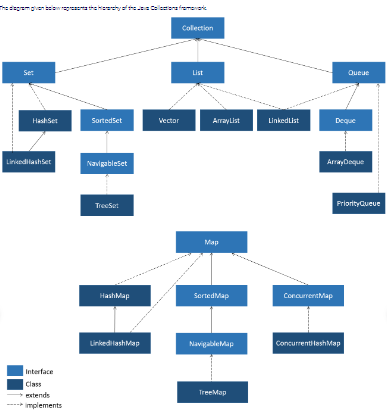 The diagram given below represents the hierarchy of the Java Collections framework.
Collection
Set
List
Queue
HashSet
SortedSet
Vector
ArrayList
LinkedList
Deque
LinkedHashSet
NavigableSet
ArrayDeque
TreeSet
PriorityQueue
Map
HashMap
SortedMap
ConcurrentMap
LinkedHashMap
NavigableMap
ConcurrentHashMap
Interface
Class
extends
implements
TreeMap